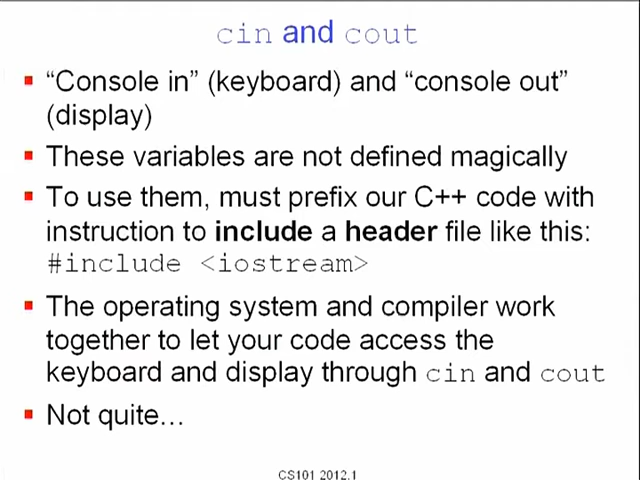 cin and cout
“Console in” (keyboard) and “console out”
(display)
These variables are not defined magically
To use them, must prefix our C++ code with
instruction to include a header file like this:
#include <iostream>
The operating system and compiler work
together to let your code access the
keyboard and display through cin and cout
Not quite…
CS101 2012.1